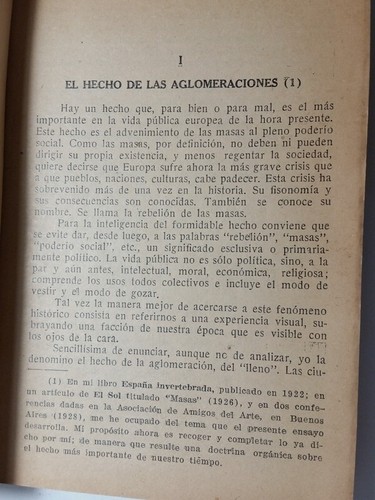 I
EL HECHO DE LAS AGLOMERACIONES (1)
Hay un hecho que, para bien o para mal, es el más
importante en la vida pública europea de la hora presente.
Este hecho es el advenimiento de las masas al pleno poderío
social. Como las masas, por definición, no deben ni pueden
dirigir su propia existencia, y menos regentar la sociedad,
quiere decirse que Europa sufre ahora la más grave crisis que
a que pueblos, naciones, culturas, cabe padecer. Esta crisis ha
sobrevenido más de una vez en la historia. Su fisonomía y
sus consecuencias son conocidas. También se conoce su
nombre. Se llama la rebelión de las masas.
Para la inteligencia del formidable hecho conviene que
se evite dar, desde luego, a las palabras "rebelión", "masas",
"poderío social", etc., un significado exclusiva o primaria-
mente político. La vida pública no es sólo política, sino, a la
par y aún antes, intelectual, moral, económica, religiosa;
comprende los usos todos colectivos e incluye el modo de
vestir y el modo de gozar.
Tal vez la manera mejor de acercarse a este fenómeno
histórico consista en referirnos a una experiencia visual, su-
brayando una facción de nuestra época que es visible con
los ojos de la cara.
Sencillísima de enunciar, aunque no de analizar, yo la
denomino el hecho de la aglomeración, del "lleno". Las ciu-
(1) En mi libro España invertebrada, publicado en 1922; en
un artículo de El Sol titulado "Masas" (1926), y en dos confe-
rencias dadas en la Asociación de Amigos del Arte, en Buenos
Aires (1928), me he ocupado del tema que el presente ensayo
desarrolla. Mi propósito ahora es recoger y completar lo ya di-
cho por mí; de manera que resulte una doctrina orgánica sobre
el hecho más importante de nuestro tiempo.